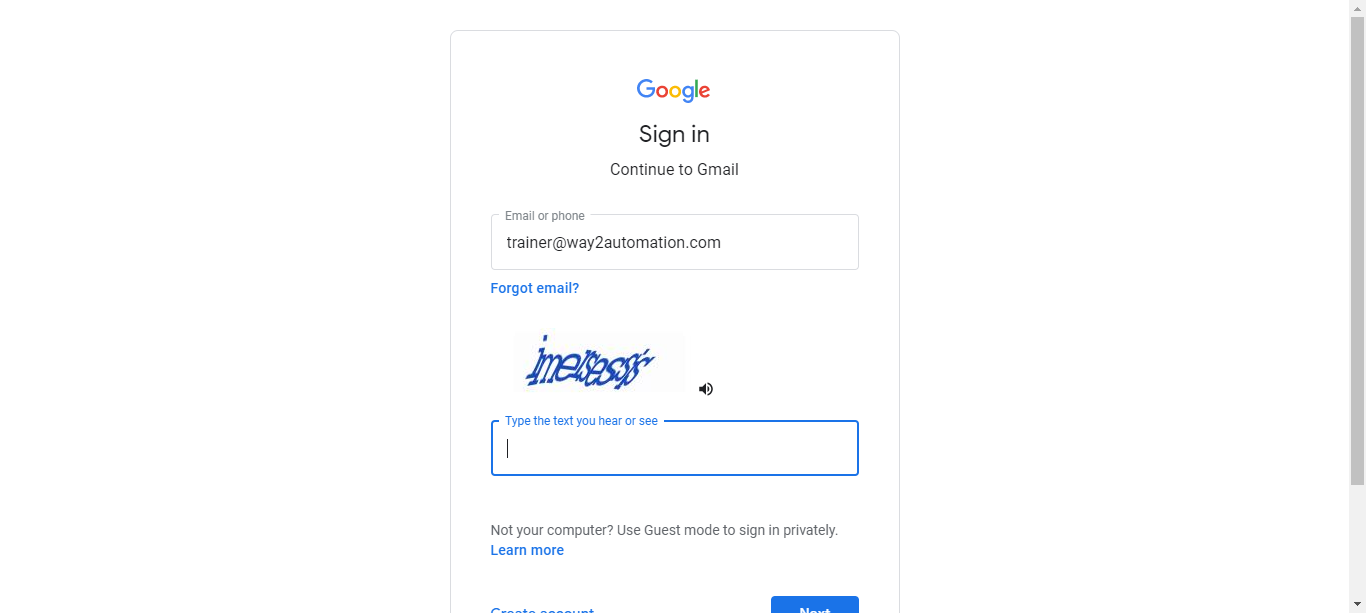 Google
Sign in
Continue to Gmail
Email or phone
trainer@way2automation.com
Forgot email?
Type the text you hear or see
Not your computer? Use Guest mode to sign in privately.
Learn more
Create account
Next